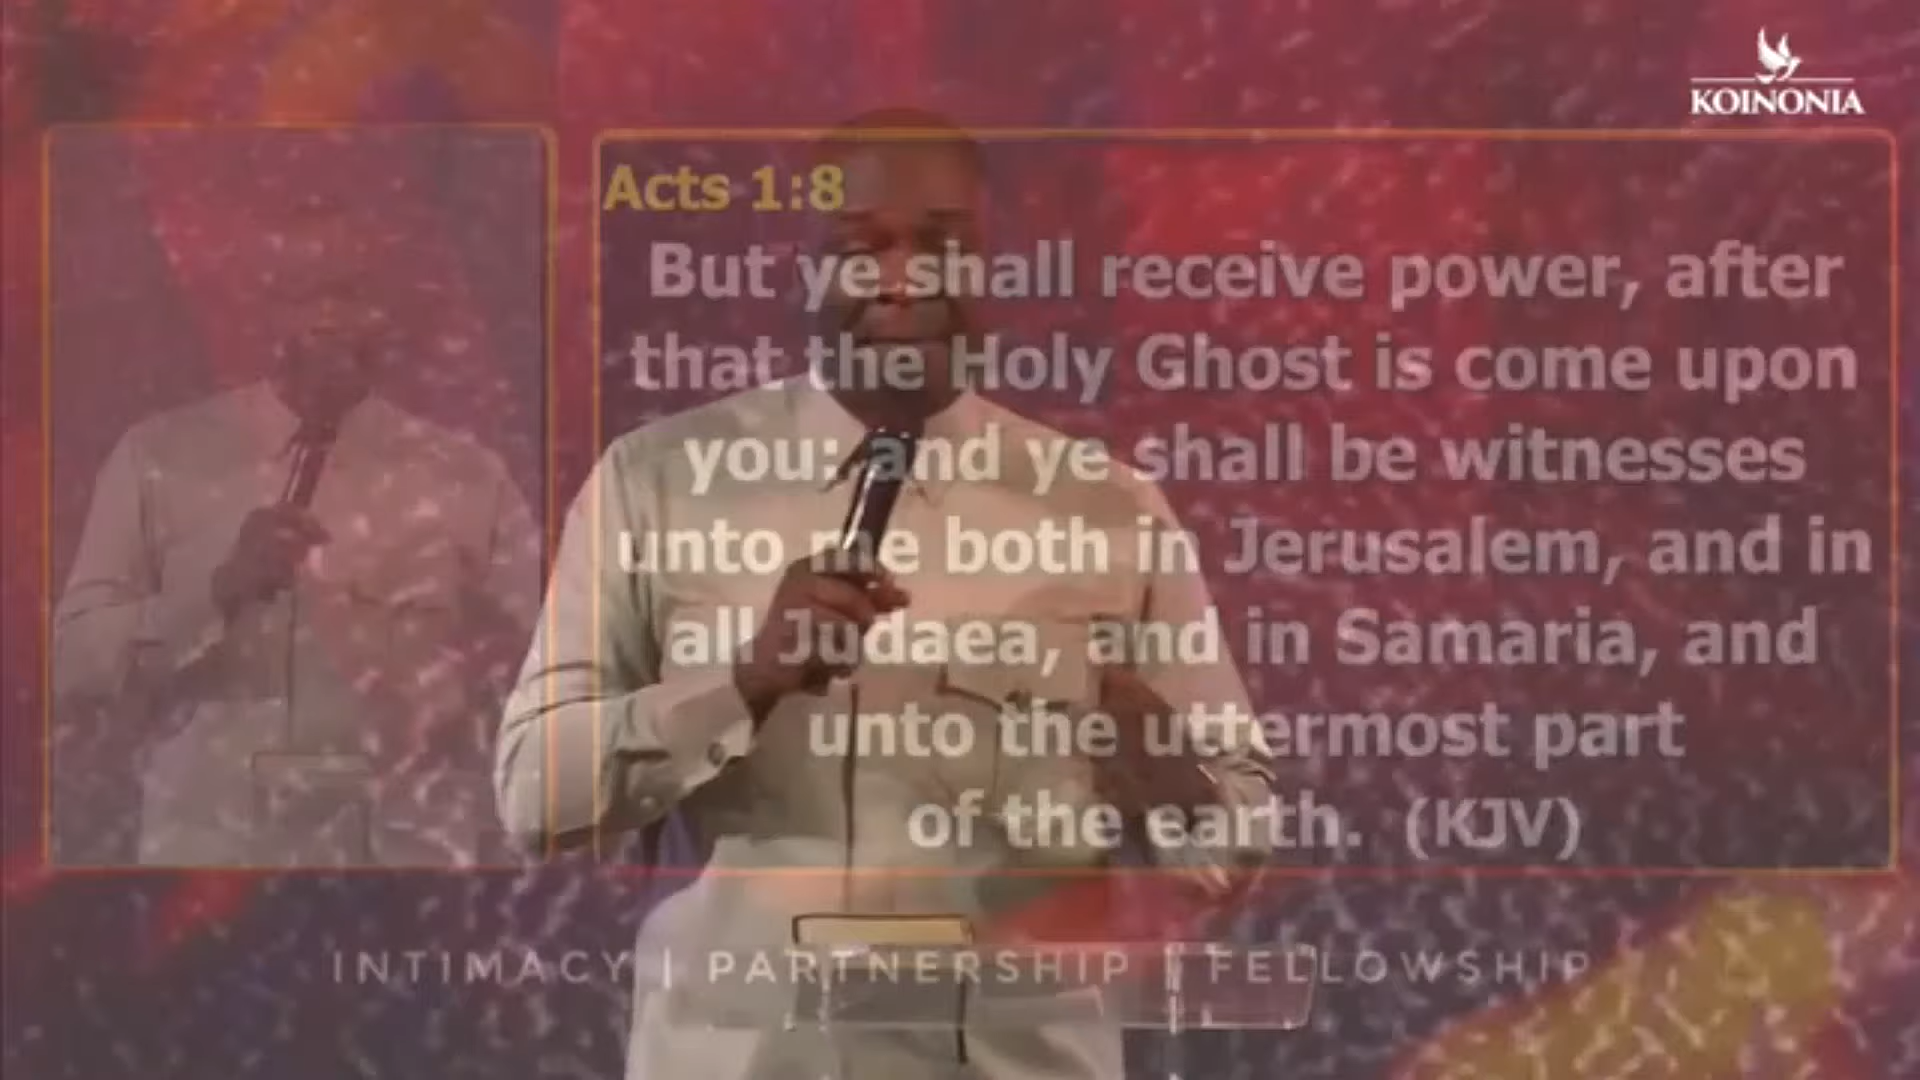 KOINONIA
Acts 1:8
But ye shall receive power, after
that the Holy Ghost is come upon
you: and ye shall be witnesses
unto me both in Jerusalem, and in
all Judaea, and in Samaria, and
unto the uttermost part
of the earth. (KJV)
INTIMACY | PARTNERSHIP | FELLOWSHIP